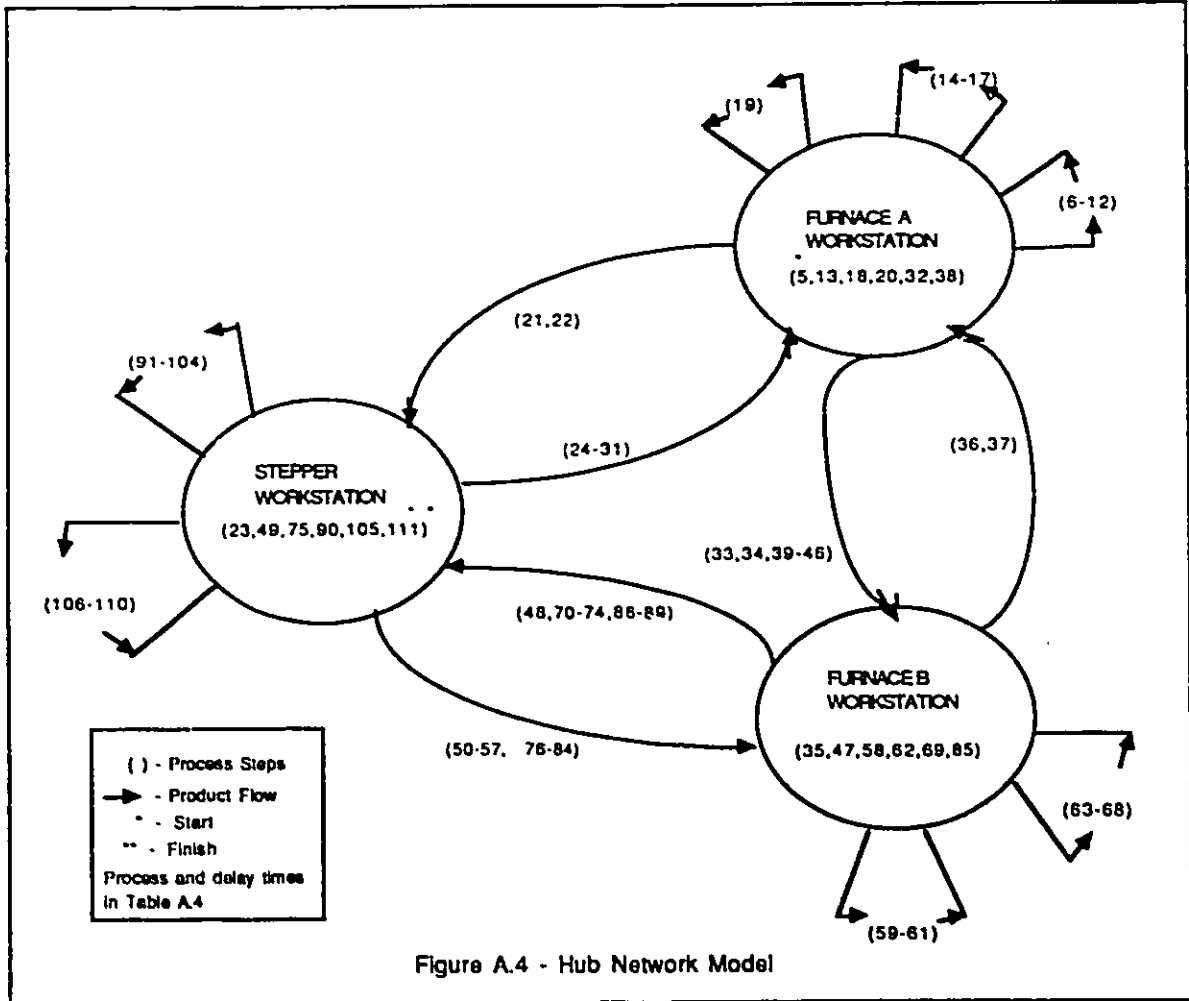 (19)
(14-17)
(6-12)
FURNACE A
WORKSTATION
(5,13,18,20,32,38)
(21,22)
(91-104)
(24-31)
(36,37)
STEPPER
WORKSTATION
(23,49,75,90,105,111)
(33,34,39-46)
(106-110)
(48,70-74,86-89)
FURNACE B
WORKSTATION
(35,47,58,62,69,85)
(50-57, 76-84)
(63-68)
(59-61)
( ) - Process Steps
- Product Flow
* - Start
** - Finish
Process and delay times
in Table A.4
Figure A.4 - Hub Network Model